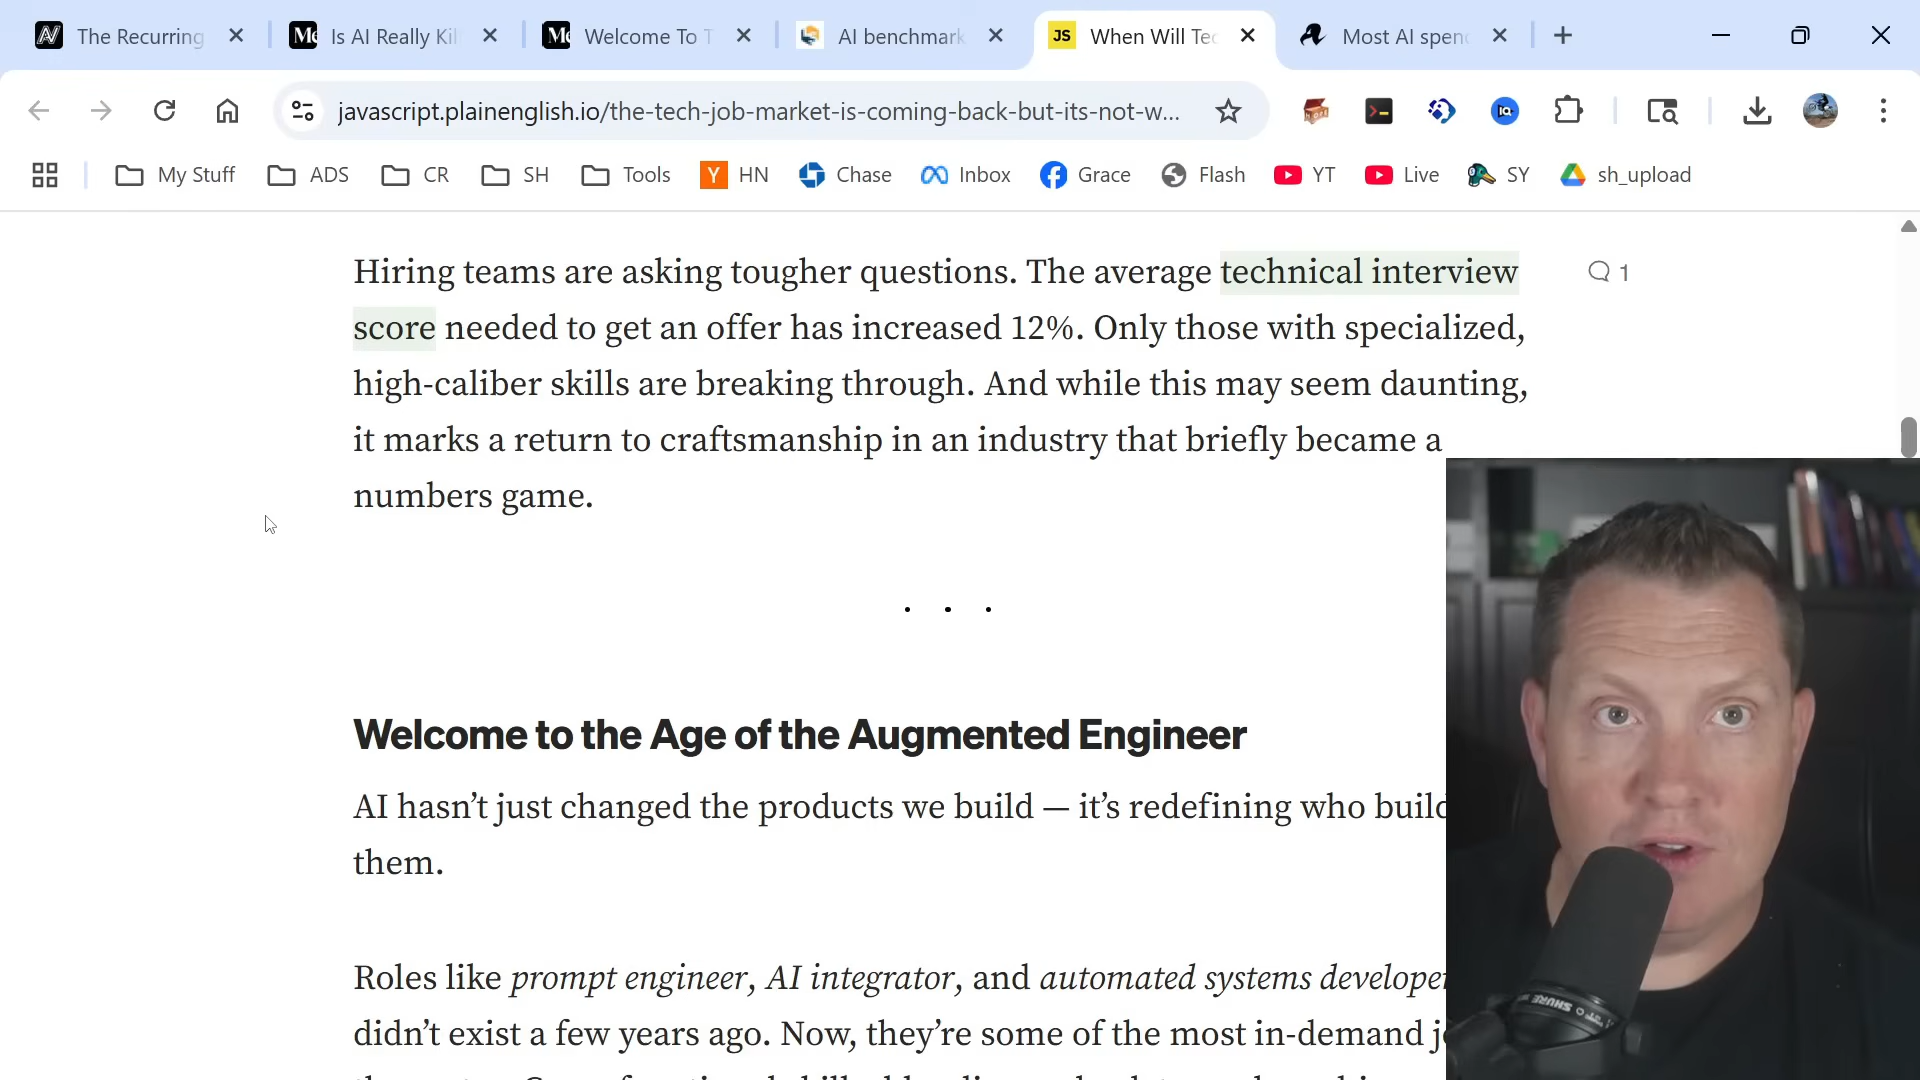 The Recurring
Is AI Really Kil
Welcome To T
AI benchmark
JS
When Will Tec
Most AI spen
javascript.plainenglish.io/the-tech-job-market-is-coming-back-but-its-not-w...
My Stuff
ADS
CR
SH
Tools
Y
HN
Chase
Inbox
Grace
Flash
YT
Live
SY
sh_upload
Hiring teams are asking tougher questions. The average technical interview
1
score needed to get an offer has increased 12%. Only those with specialized,
high-caliber skills are breaking through. And while this may seem daunting,
it marks a return to craftsmanship in an industry that briefly became a
numbers game.
. . .
Welcome to the Age of the Augmented Engineer
AI hasn’t just changed the products we build — it’s redefining who build
them.
Roles like prompt engineer, AI integrator, and automated systems developer
didn’t exist a few years ago. Now, they’re some of the most in-demand j
SHURE